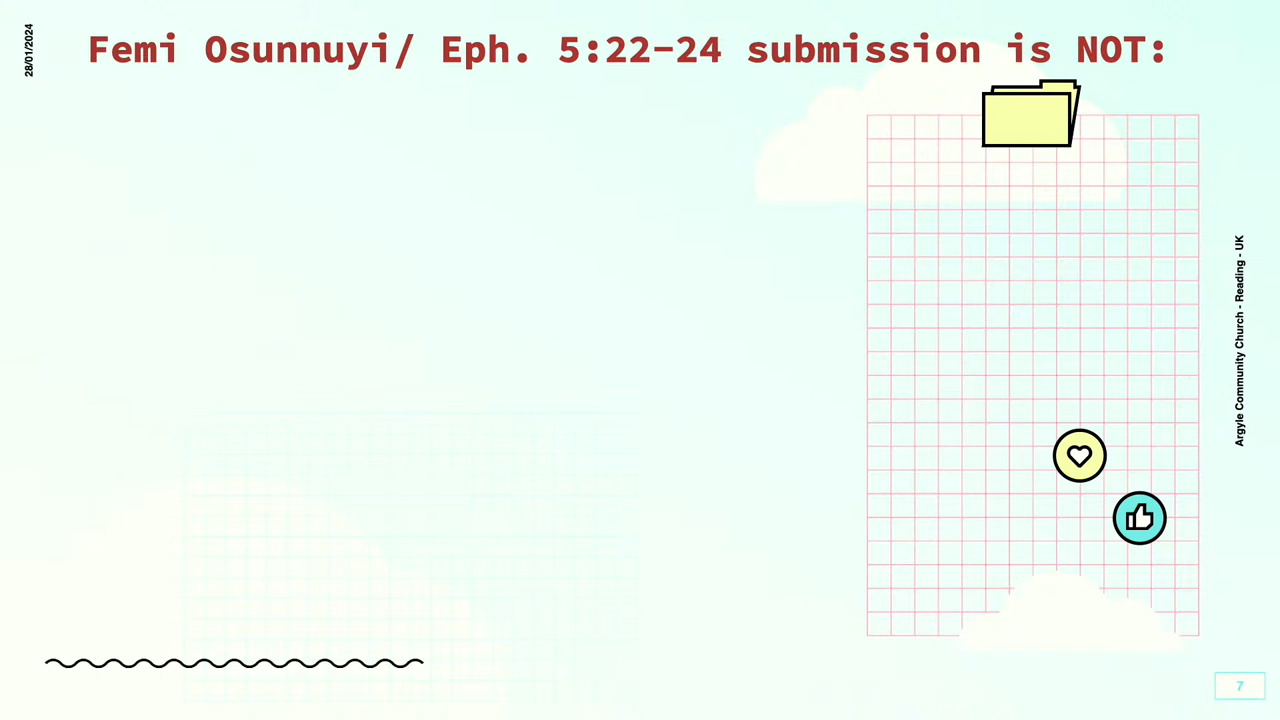 28/01/2024
Femi Osunnuyi/ Eph. 5:22-24 submission is NOT:
Argyle Community Church - Reading - UK
7